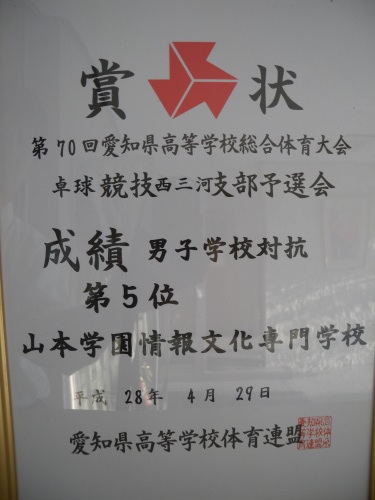 賞状
第70回愛知県高等学校総合体育大会
卓球競技西三河支部予選会
成績 男子学校対抗
第5位
山本学園情報文化専門学校
平成 28年 4月 29日
愛知県高等学校体育連盟